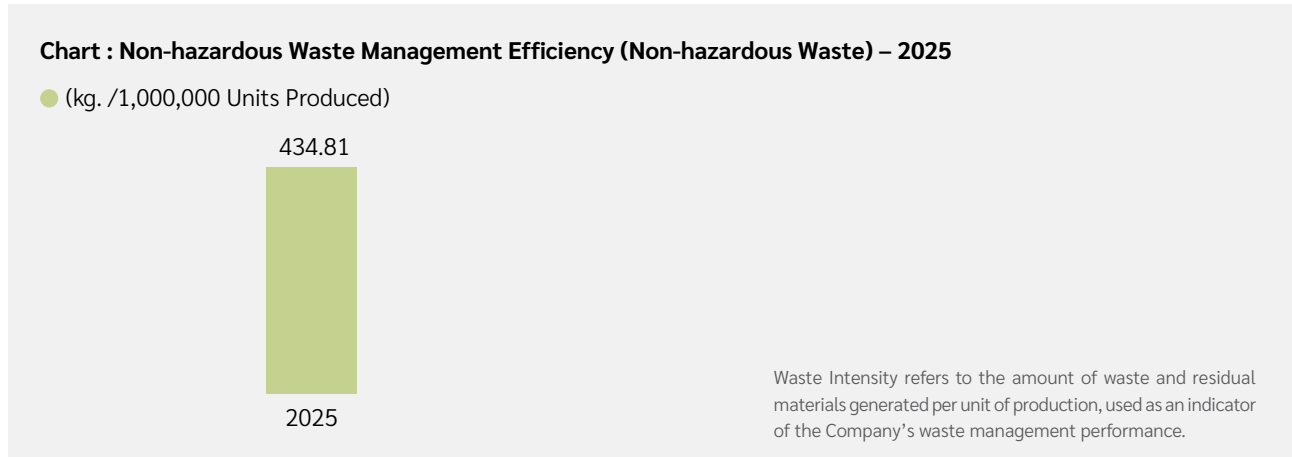 Chart : Non-hazardous Waste Management Efficiency (Non-hazardous Waste) – 2025
(kg. /1,000,000 Units Produced)
434.81
2025
Waste Intensity refers to the amount of waste and residual
materials generated per unit of production, used as an indicator
of the Company’s waste management performance.